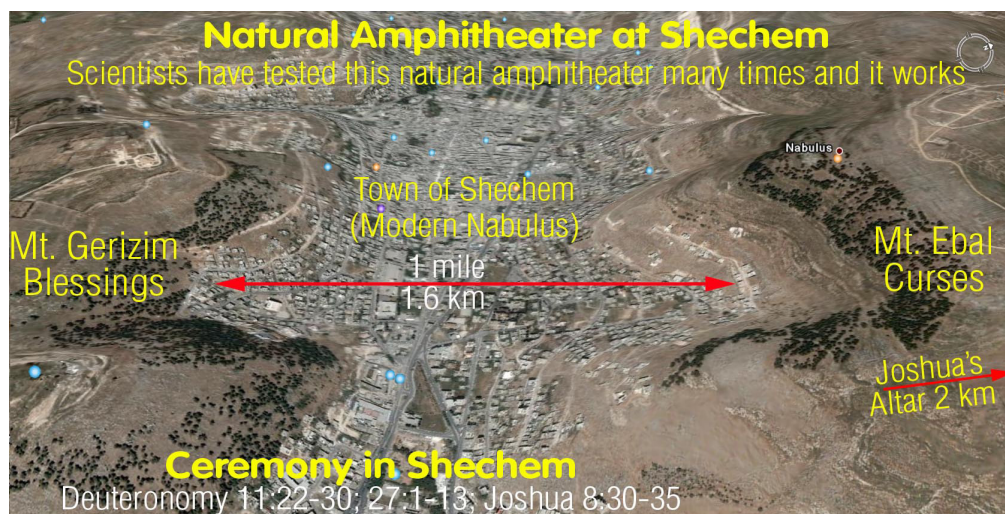 Natural Amphitheater at Shechem
Scientists have tested this natural amphitheater many times and it works
Nabulus
Town of Shechem
(Modern Nabulus)
Mt. Gerizim
Blessings
1 mile
1.6 km
Mt. Ebal
Curses
Joshua's
Altar 2 km
Ceremony in Shechem
Deuteronomy 11:22-30; 27:1-13; Joshua 8:30-35